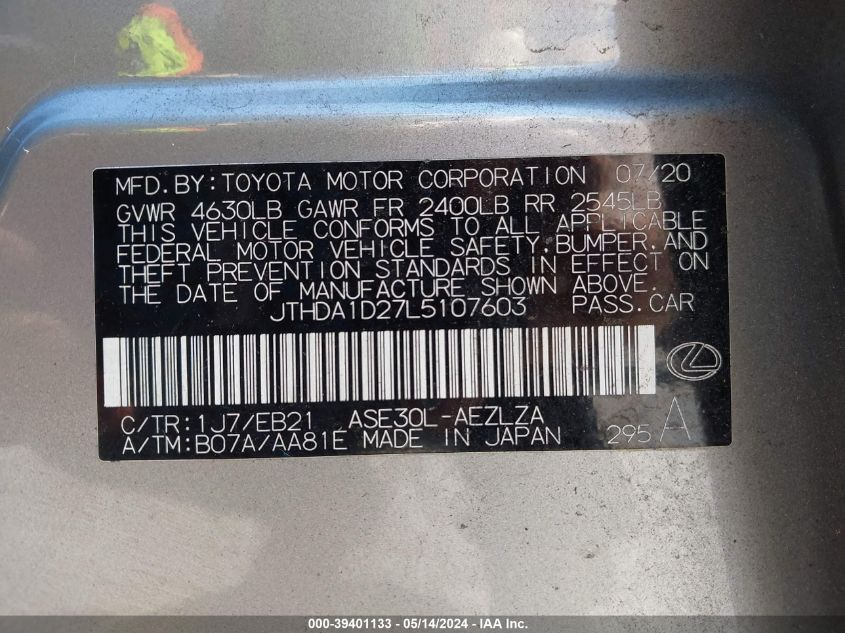 MFD. BY: TOYOTA MOTOR CORPORATION 07/20
GVWR 4630LB GAWR FR 2400LB RR 2545LB
THIS VEHICLE CONFORMS TO ALL APPLICABLE
FEDERAL MOTOR VEHICLE SAFETY, BUMPER, AND
THEFT PREVENTION STANDARDS IN EFFECT ON
THE DATE OF MANUFACTURE SHOWN ABOVE.
JTHDA1D27L5107603 PASS. CAR
C/TR: 1J7/EB21 ASE30L-AEZLZA
A/TM: B07A/AA81E MADE IN JAPAN 295 A
000-39401133 - 05/14/2024 - IAA Inc.